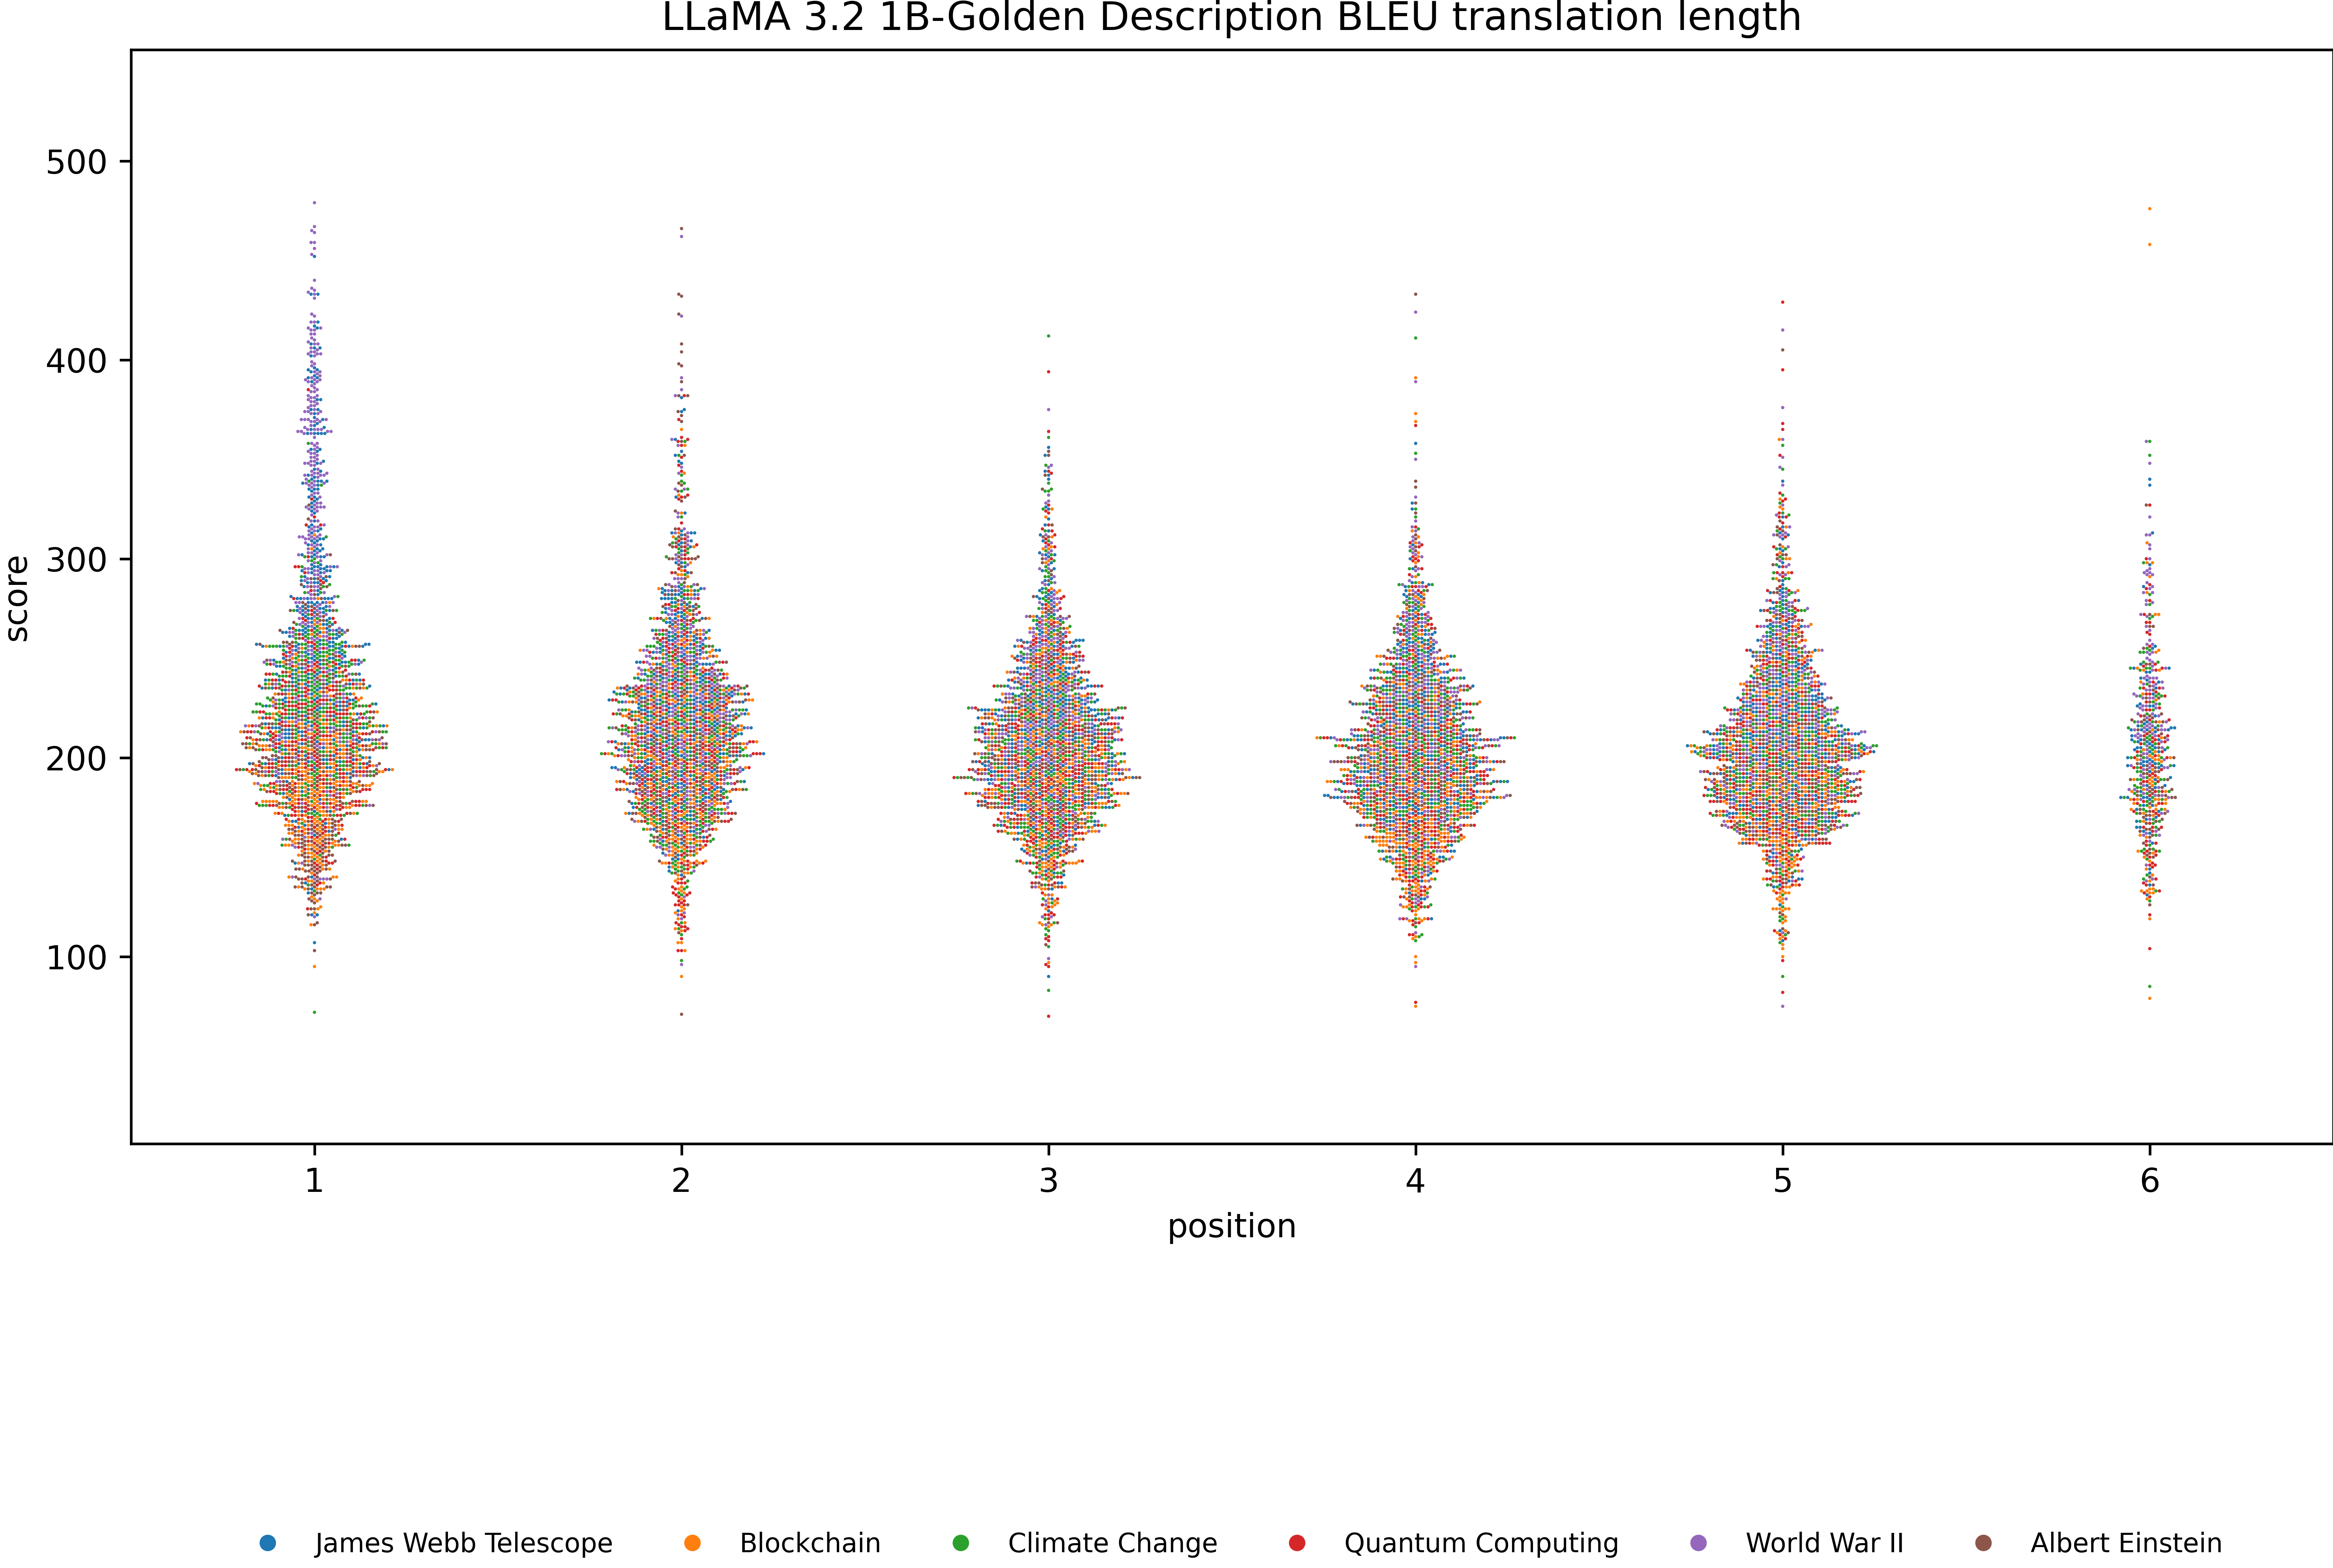 LLaMA 3.2 1B-Golden Description BLEU translation length
500
400
300
200
100
score
1 2 3 4 5 6
position
James Webb Telescope Blockchain Climate Change Quantum Computing World War II Albert Einstein